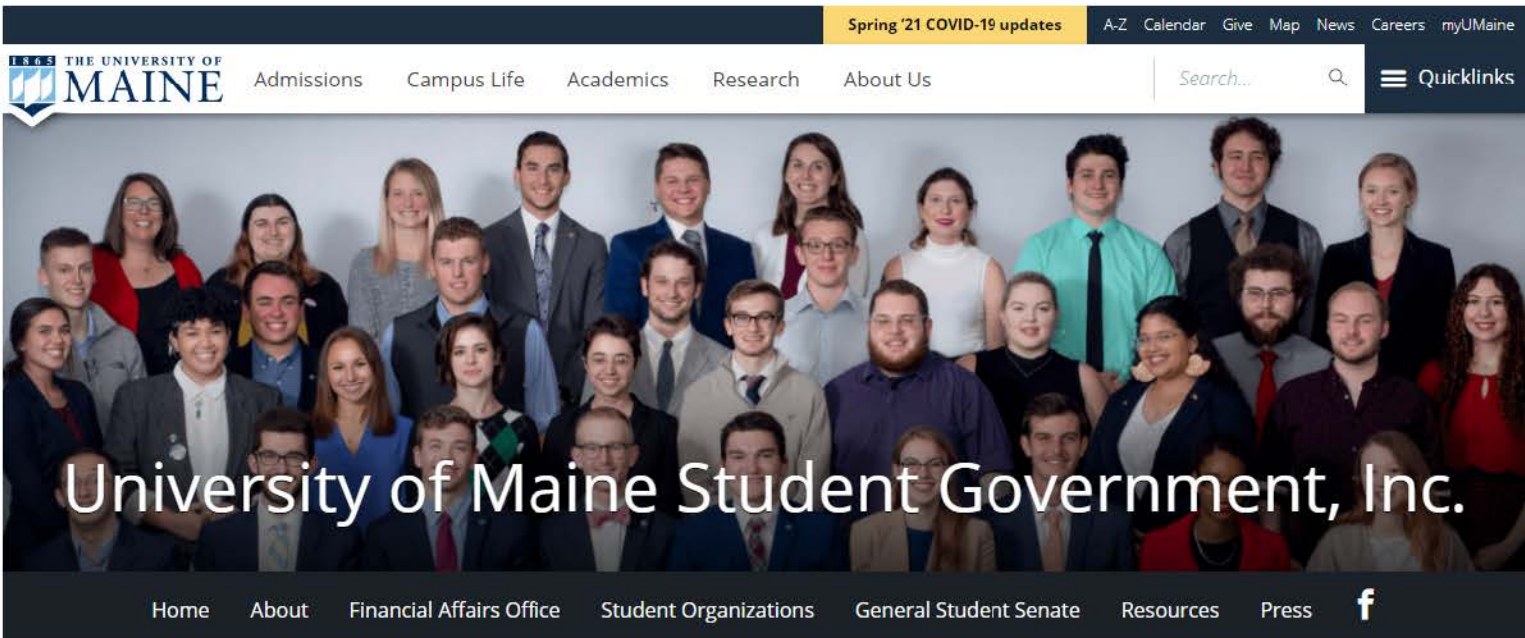 Spring '21 COVID-19 updates A-Z Calendar Give Map News Careers myUMaine
1865 THE UNIVERSITY OF
MAINE
Admissions Campus Life Academics Research About Us Search... Quicklinks
University of Maine Student Government, Inc.
Home About Financial Affairs Office Student Organizations General Student Senate Resources Press f